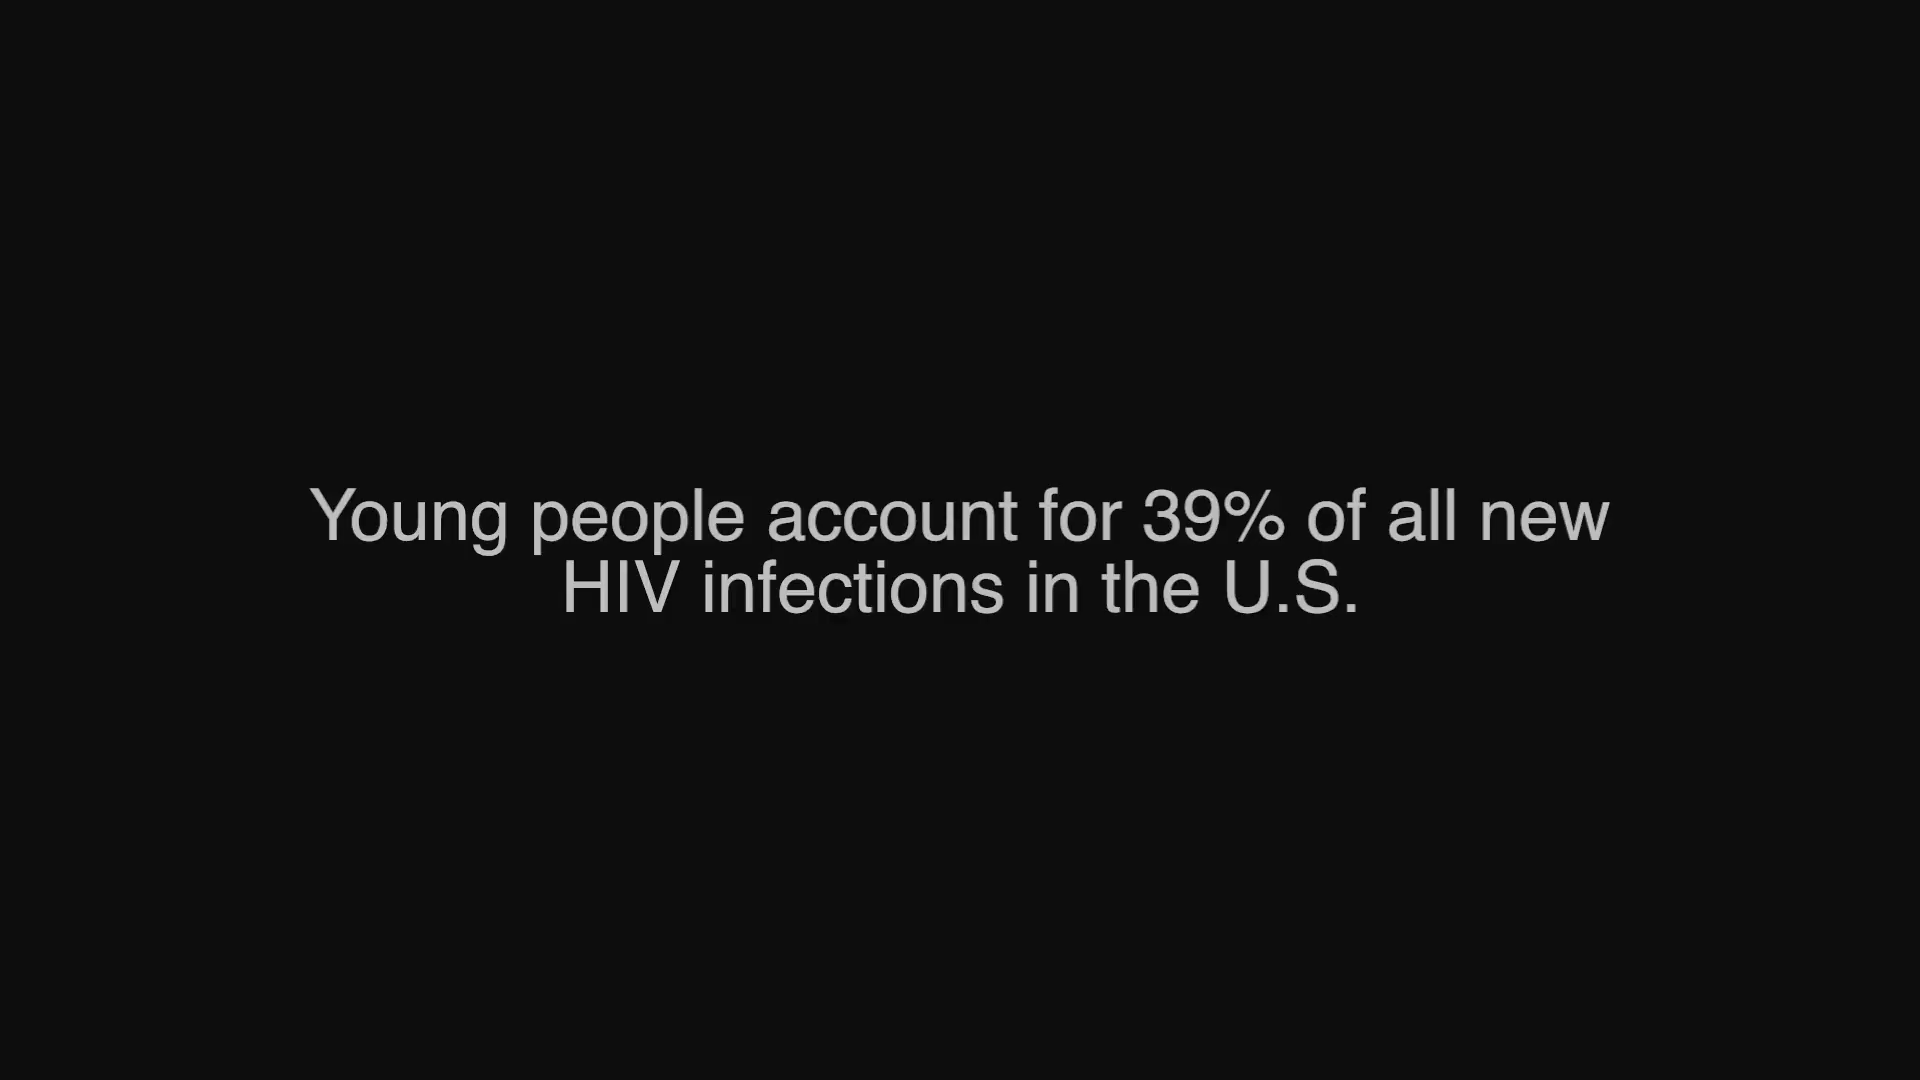 Young people account for 39% of all new
HIV infections in the U.S.